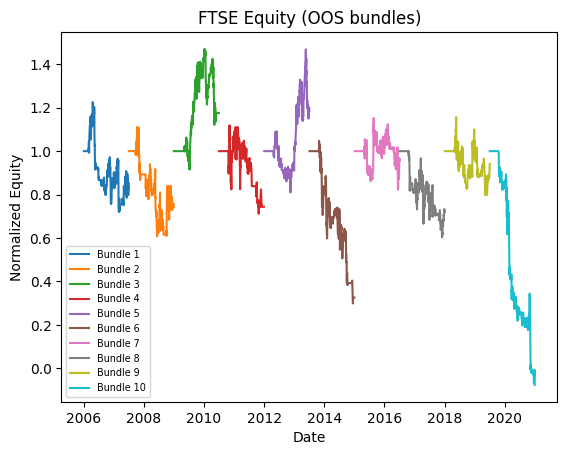 FTSE Equity (OOS bundles)
Normalized Equity
1.4
1.2
1.0
0.8
0.6
0.4
0.2
0.0
Bundle 1
Bundle 2
Bundle 3
Bundle 4
Bundle 5
Bundle 6
Bundle 7
Bundle 8
Bundle 9
Bundle 10
2006 2008 2010 2012 2014 2016 2018 2020
Date